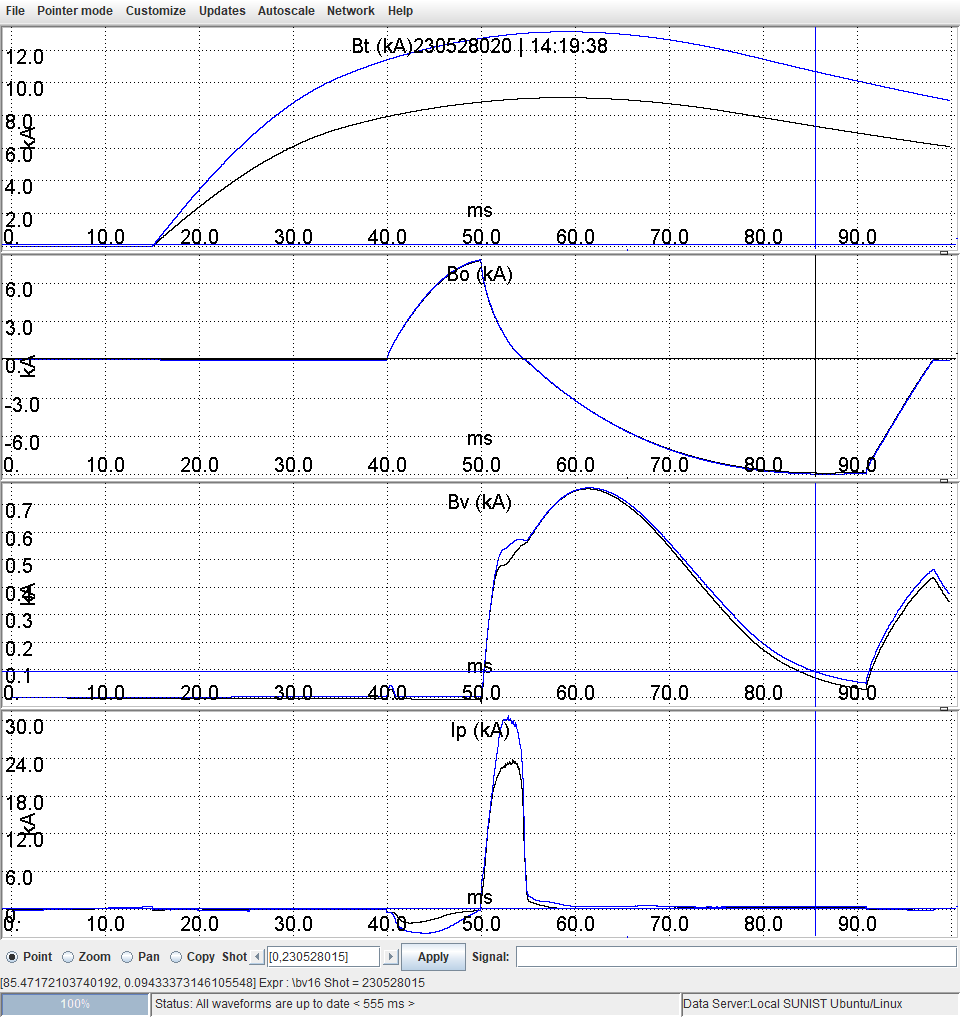 File Pointer mode Customize Updates Autoscale Network Help
Bt (kA)230528020 | 14:19:38
12.0
10.0
8.0
kA
6.0
4.0
2.0
ms
0. 10.0 20.0 30.0 40.0 50.0 60.0 70.0 80.0 90.0
Bo (kA)
6.0
3.0
0.
kA
-3.0
-6.0
ms
0. 10.0 20.0 30.0 40.0 50.0 60.0 70.0 80.0 90.0
Bv (kA)
0.7
0.6
0.5
0.4
kA
0.3
0.2
0.1
ms
0. 10.0 20.0 30.0 40.0 50.0 60.0 70.0 80.0 90.0
Ip (kA)
30.0
24.0
18.0
kA
12.0
6.0
ms
0. 10.0 20.0 30.0 40.0 50.0 60.0 70.0 80.0 90.0
Point Zoom Pan Copy Shot [0,230528015] Apply Signal:
[85.47172103740192, 0.09433373146105548] Expr : \bv16 Shot = 230528015
100% Status: All waveforms are up to date < 555 ms > Data Server:Local SUNIST Ubuntu/Linux